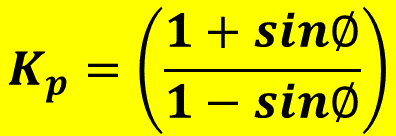 K_p = ( (1 + sin∅) / (1 − sin∅) )